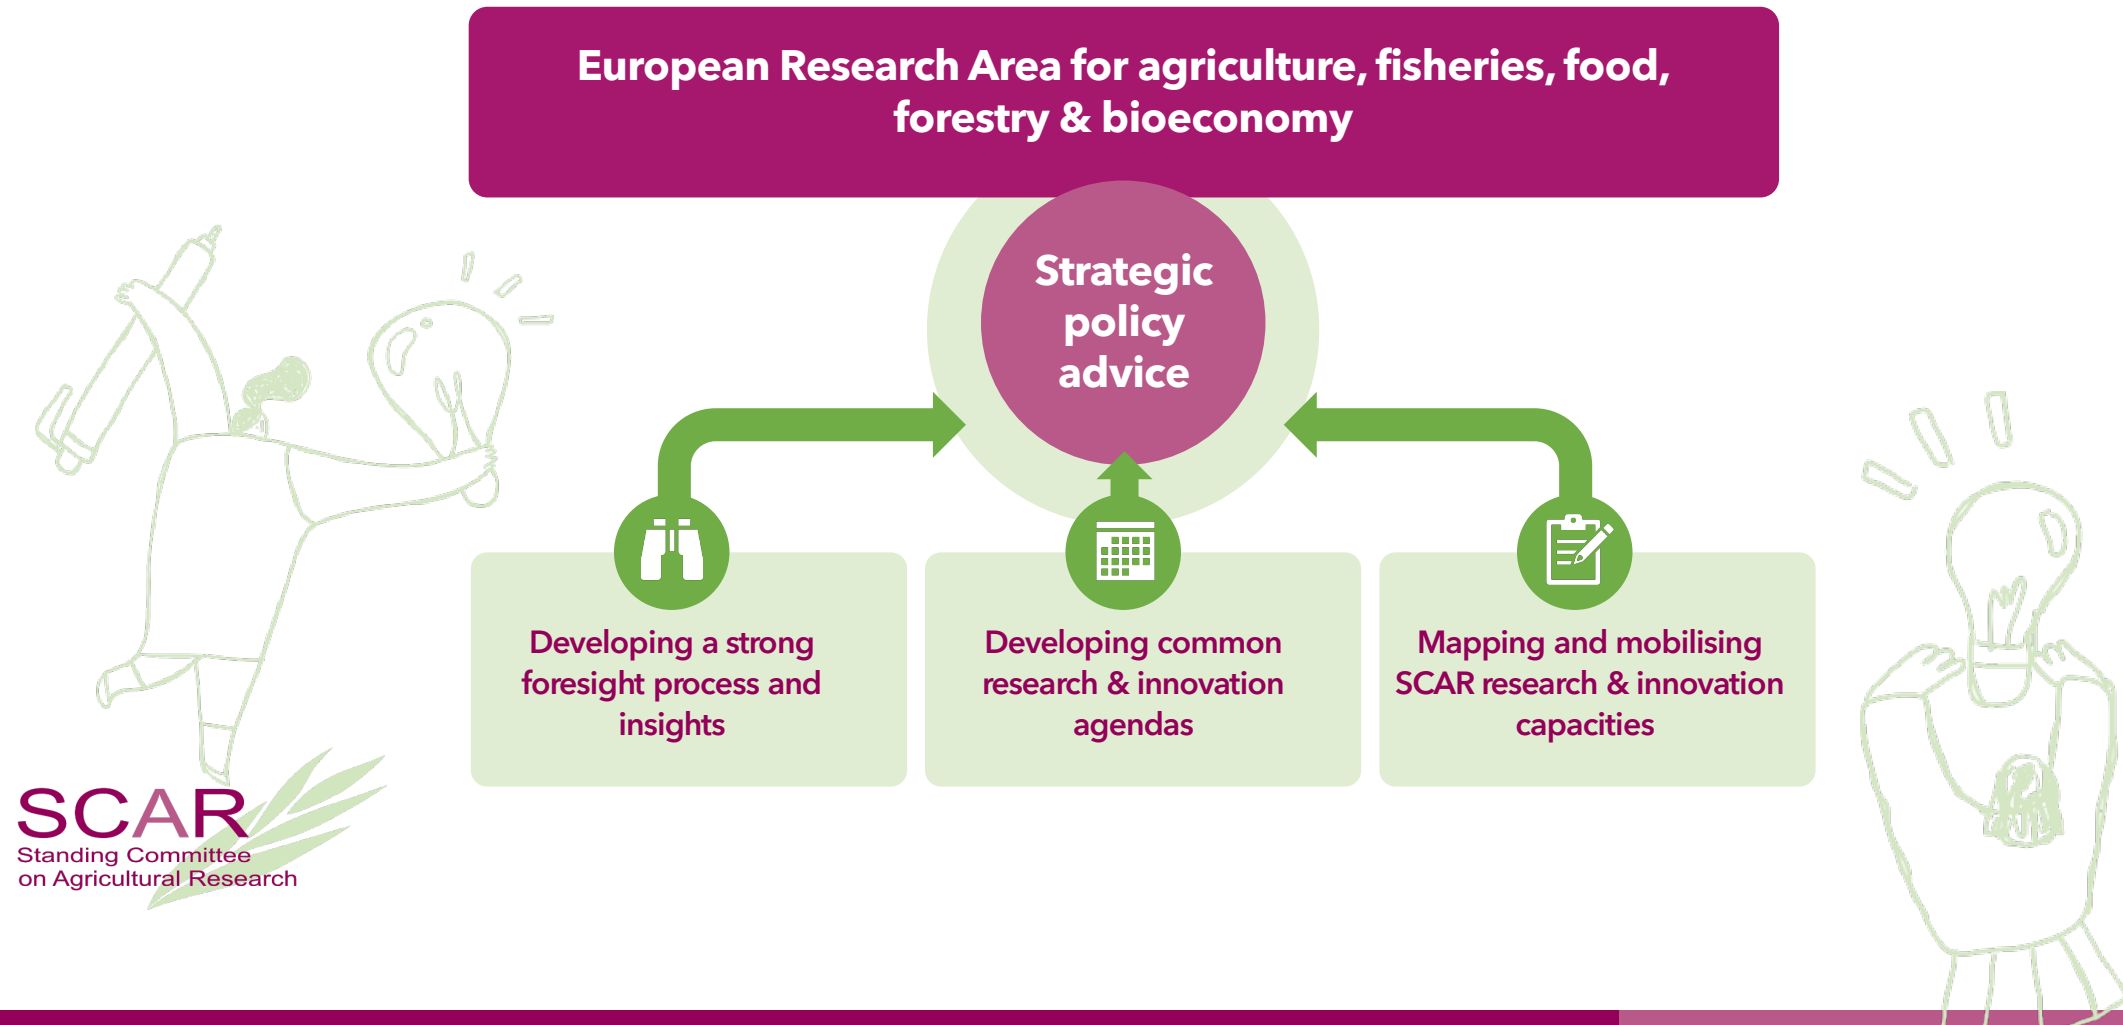 European Research Area for agriculture, fisheries, food,
forestry & bioeconomy
Strategic
policy
advice
Developing a strong
foresight process and
insights
Developing common
research & innovation
agendas
Mapping and mobilising
SCAR research & innovation
capacities
SCAR
Standing Committee
on Agricultural Research